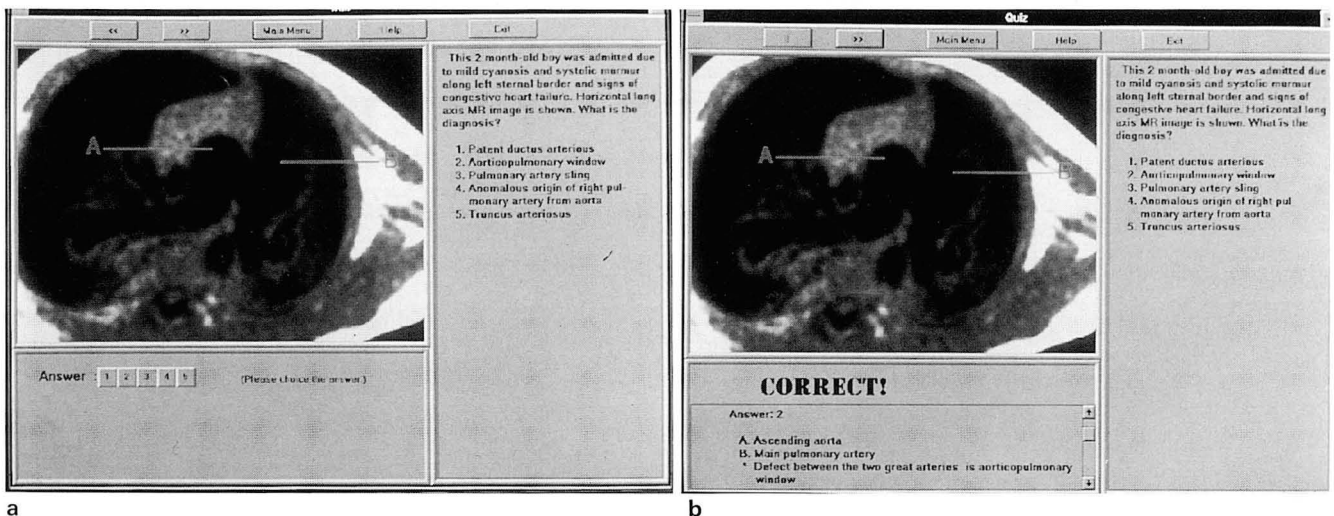 << >> Main Menu Help Exit
This 2 month-old boy was admitted due
to mild cyanosis and systolic murmur
along left sternal border and signs of
congestive heart failure. Horizontal long
axis MR image is shown. What is the
diagnosis?
1. Patent ductus arteriosus
2. Aorticopulmonary window
3. Pulmonary artery sling
4. Anomalous origin of right pul-
monary artery from aorta
5. Truncus arteriosus
A
B
Answer : 1 2 3 4 5 (Please choice the answer.)
a
Quiz
>> Main Menu Help Exit
This 2 month-old boy was admitted due
to mild cyanosis and systolic murmur
along left sternal border and signs of
congestive heart failure. Horizontal long
axis MR image is shown. What is the
diagnosis?
1. Patent ductus arteriosus
2. Aorticopulmonary window
3. Pulmonary artery sling
4. Anomalous origin of right pul
monary artery from aorta
5. Truncus arteriosus
A
B
CORRECT!
Answer: 2
A. Ascending aorta
B. Main pulmonary artery
* Defect between the two great arteries is aorticopulmonary
window
b